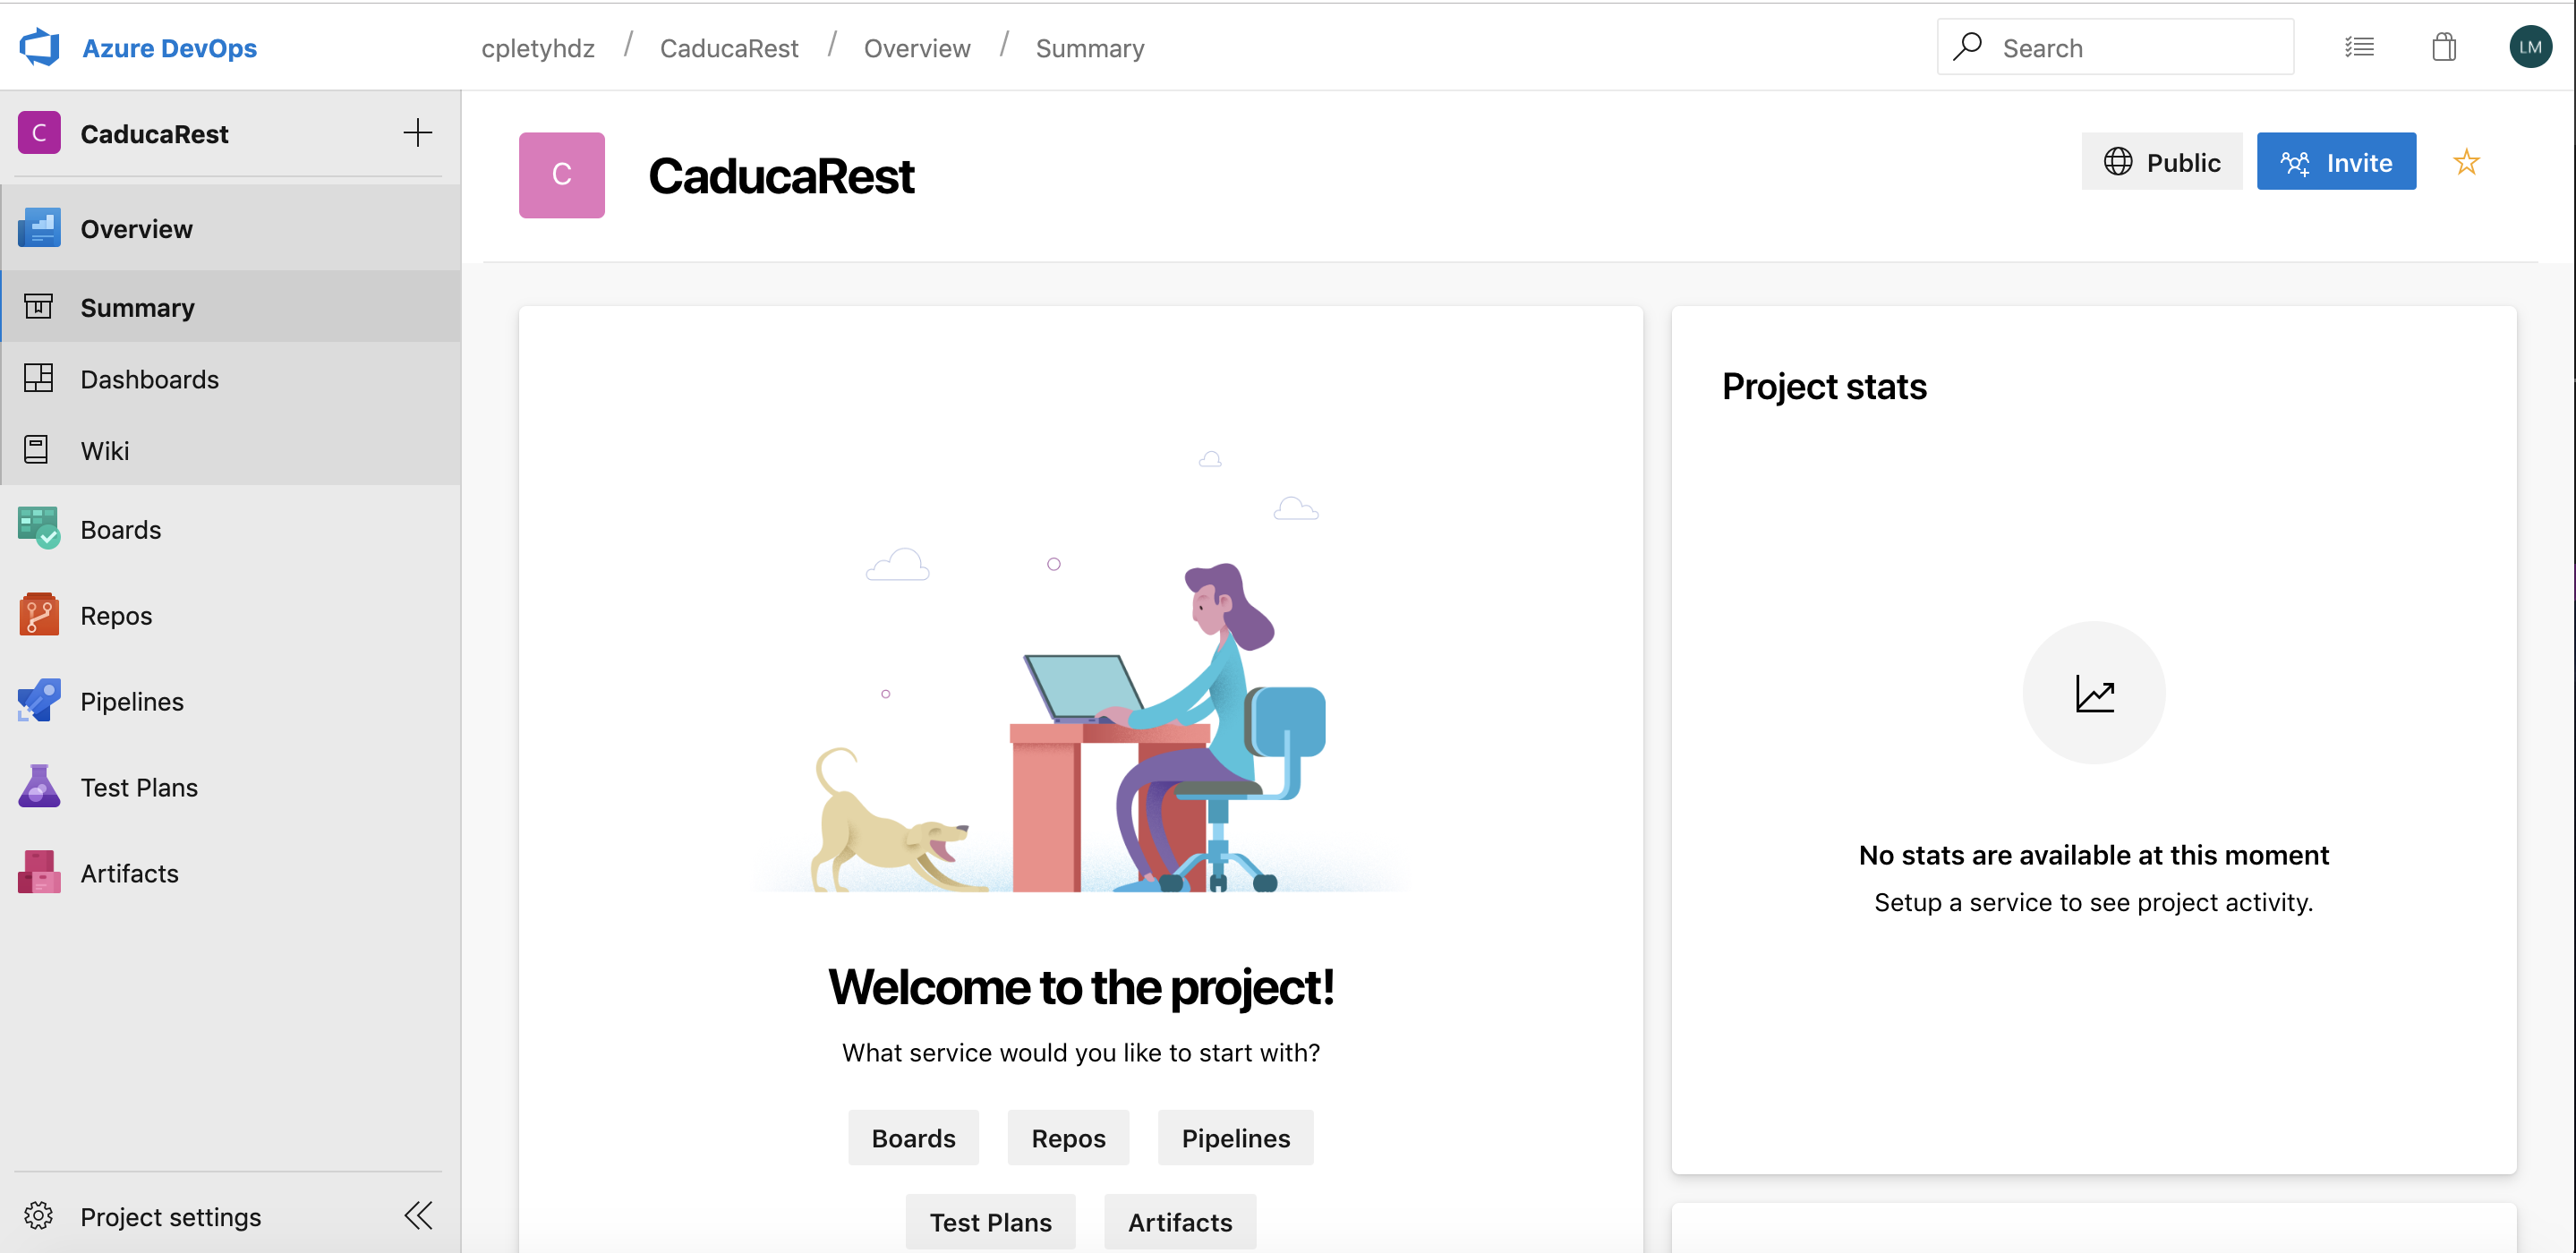 Azure DevOps
cpletyhdz / CaducaRest / Overview / Summary
Search
LM
C CaducaRest
Overview
Summary
Dashboards
Wiki
Boards
Repos
Pipelines
Test Plans
Artifacts
Project settings
C CaducaRest
Public
Invite
Welcome to the project!
What service would you like to start with?
Boards Repos Pipelines
Test Plans Artifacts
Project stats
No stats are available at this moment
Setup a service to see project activity.